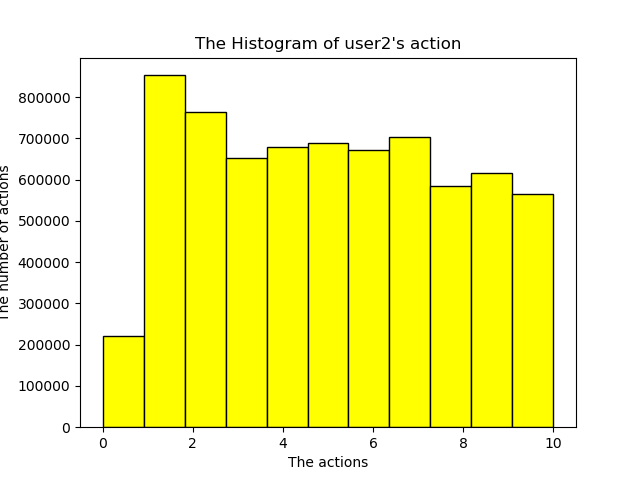 The Histogram of user2's action
800000
700000
600000
500000
400000
300000
200000
100000
0
The number of actions
0 2 4 6 8 10
The actions